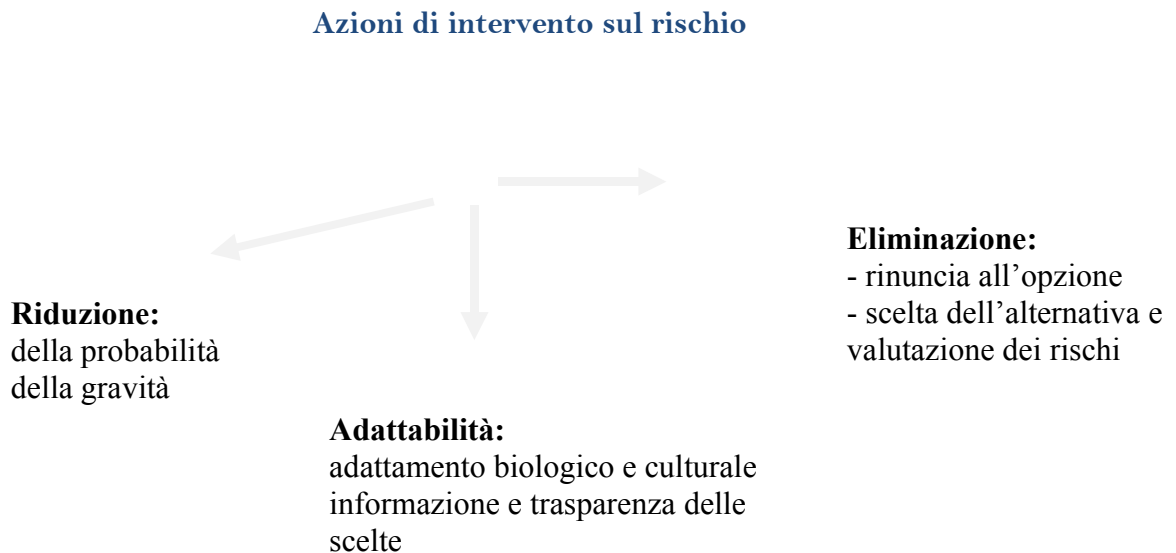 Azioni di intervento sul rischio
Riduzione:
della probabilità
della gravità
Adattabilità:
adattamento biologico e culturale
informazione e trasparenza delle
scelte
Eliminazione:
- rinuncia all’opzione
- scelta dell’alternativa e
valutazione dei rischi